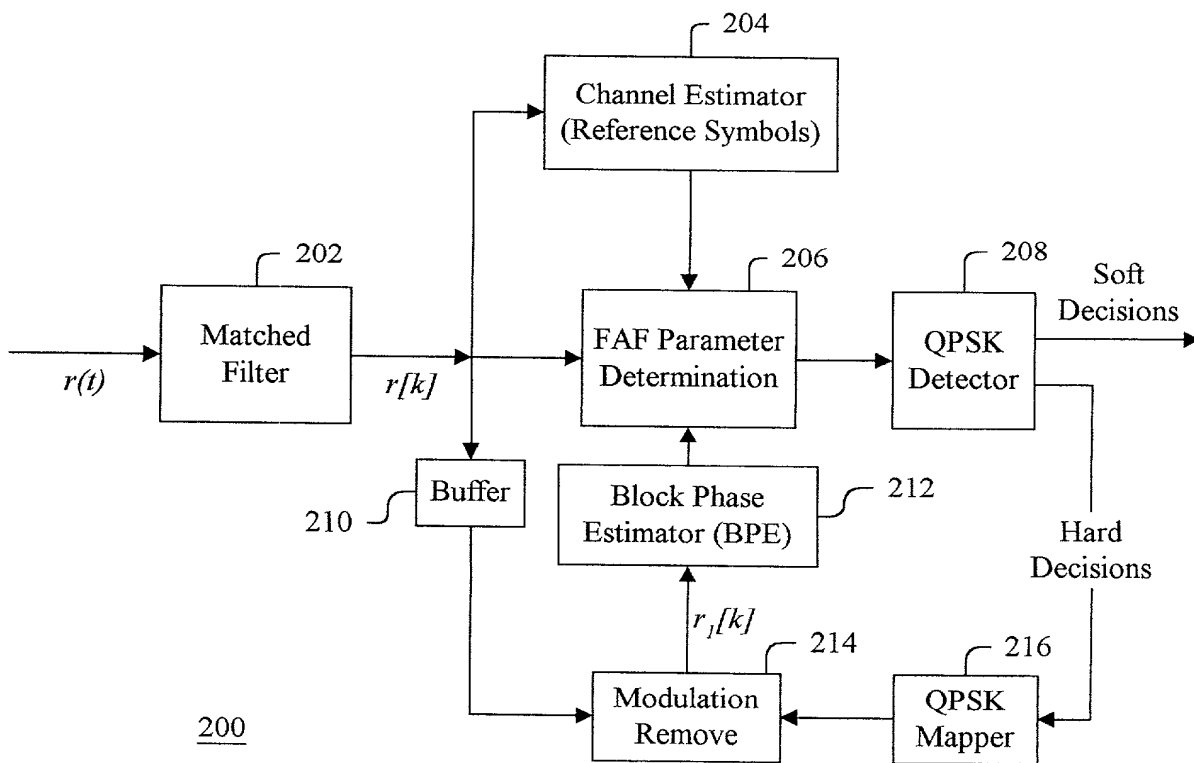 204
Channel Estimator
(Reference Symbols)
202
206
208
Matched
Filter
FAF Parameter
Determination
QPSK
Detector
Soft
Decisions
r(t)
r[k]
210
Buffer
Block Phase
Estimator (BPE)
212
Hard
Decisions
r1[k]
214
216
Modulation
Remove
QPSK
Mapper
200